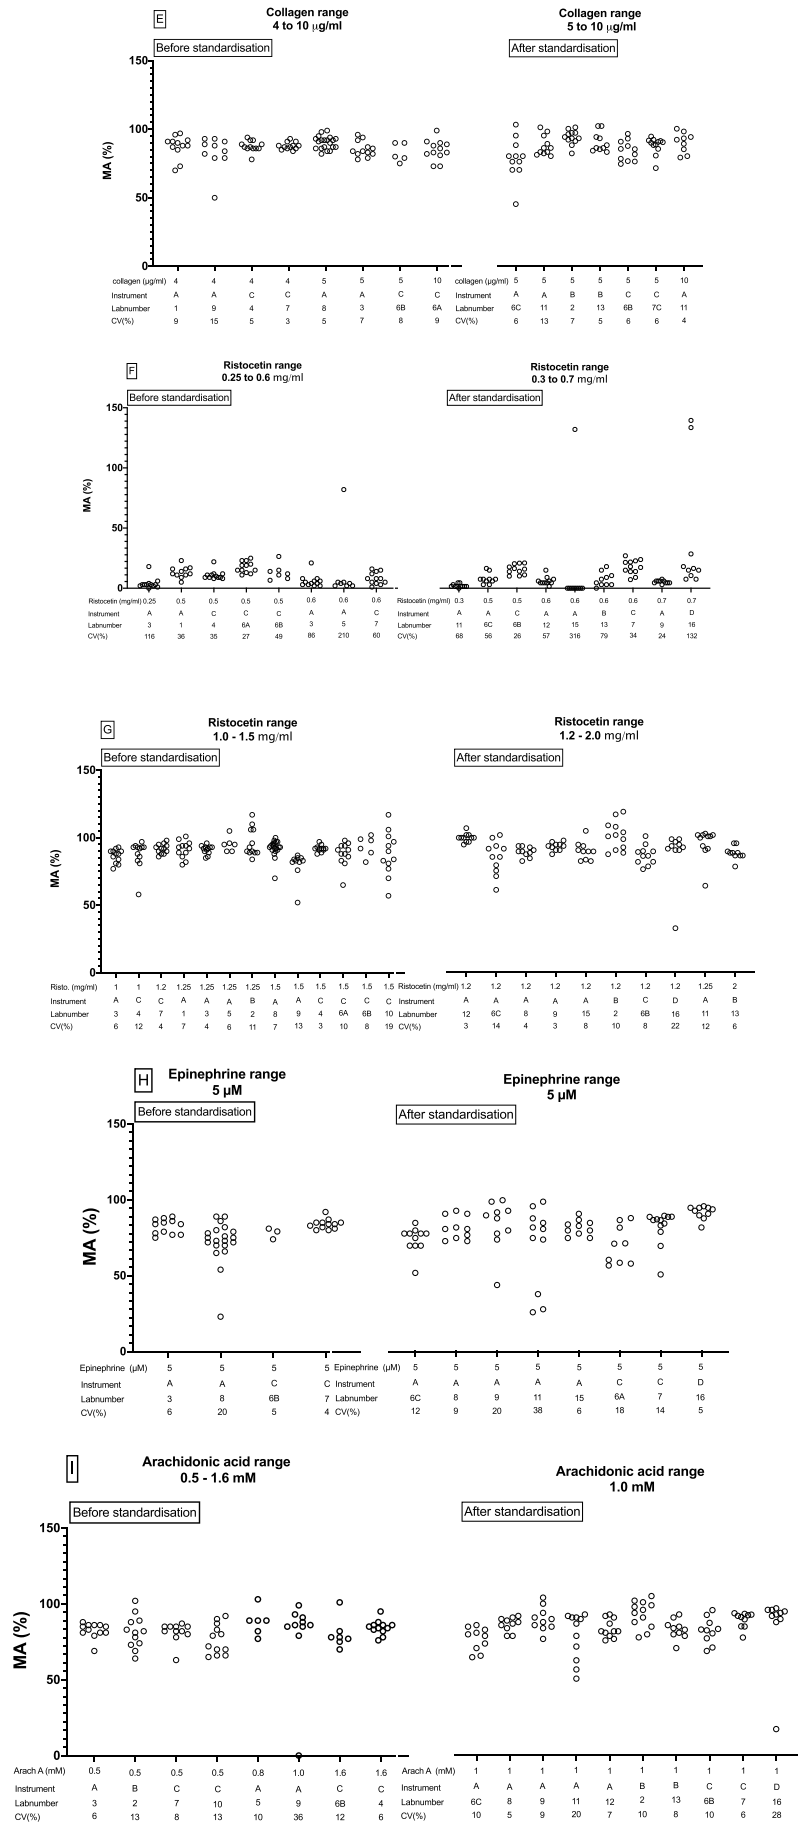 E
Collagen range
4 to 10 µg/ml
Collagen range
5 to 10 µg/ml
Before standardisation
After standardisation
150
100
50
0
MA (%)
collagen (µg/ml) 4 4 4 4 5 5 5 10
Instrument A A C C A A C C
Labnumber 1 9 4 7 8 3 6B 6A
CV(%) 9 15 5 3 5 7 8 9
collagen (µg/ml) 5 5 5 5 5 5 10
Instrument A A B B C C A
Labnumber 6C 11 2 13 6B 7C 11
CV(%) 6 13 7 5 6 6 4
F
Ristocetin range
0.25 to 0.6 mg/ml
Ristocetin range
0.3 to 0.7 mg/ml
Before standardisation
After standardisation
150
100
50
0
MA (%)
Ristocetin (mg/ml) 0.25 0.5 0.5 0.5 0.5 0.6 0.6 0.6
Instrument A A C C C A A C
Labnumber 3 1 4 6A 6B 3 5 7
CV(%) 116 36 35 27 49 86 210 60
Ristocetin (mg/ml) 0.3 0.5 0.5 0.6 0.6 0.6 0.6 0.7 0.7
Instrument A A C A A B C A D
Labnumber 11 6C 6B 12 15 13 7 9 16
CV(%) 68 56 26 57 316 79 34 24 132
G
Ristocetin range
1.0 - 1.5 mg/ml
Ristocetin range
1.2 - 2.0 mg/ml
Before standardisation
After standardisation
150
100
50
0
MA (%)
Risto. (mg/ml) 1 1 1.2 1.25 1.25 1.25 1.25 1.5 1.5 1.5 1.5 1.5 1.5
Instrument A C C A A A B A A C C C C
Labnumber 3 4 7 1 3 5 2 8 9 4 6A 6B 10
CV(%) 6 12 4 7 4 6 11 7 13 3 10 8 19
Ristocetin (mg/ml) 1.2 1.2 1.2 1.2 1.2 1.2 1.2 1.2 1.25 2
Instrument A A A A A B C D A B
Labnumber 12 6C 8 9 15 2 6B 16 11 13
CV(%) 3 14 4 3 8 10 8 22 12 6
H
Epinephrine range
5 µM
Epinephrine range
5 µM
Before standardisation
After standardisation
150
100
50
0
MA (%)
Epinephrine (µM) 5 5 5 5
Instrument A A C C
Labnumber 3 8 6B 7
CV(%) 6 20 5 4
Epinephrine (µM) 5 5 5 5 5 5 5 5
Instrument A A A A A C C D
Labnumber 6C 8 9 11 15 6A 7 16
CV(%) 12 9 20 38 6 18 14 5
I
Arachidonic acid range
0.5 - 1.6 mM
Arachidonic acid range
1.0 mM
Before standardisation
After standardisation
150
100
50
0
MA (%)
Arach A (mM) 0.5 0.5 0.5 0.5 0.8 1.0 1.6 1.6
Instrument A B C C A A C C
Labnumber 3 2 7 10 5 9 6B 4
CV(%) 6 13 8 13 10 36 12 6
Arach A (mM) 1 1 1 1 1 1 1 1 1 1
Instrument A A A A A B B C C D
Labnumber 6C 8 9 11 12 2 13 6B 7 16
CV(%) 10 5 9 20 7 10 8 10 6 28